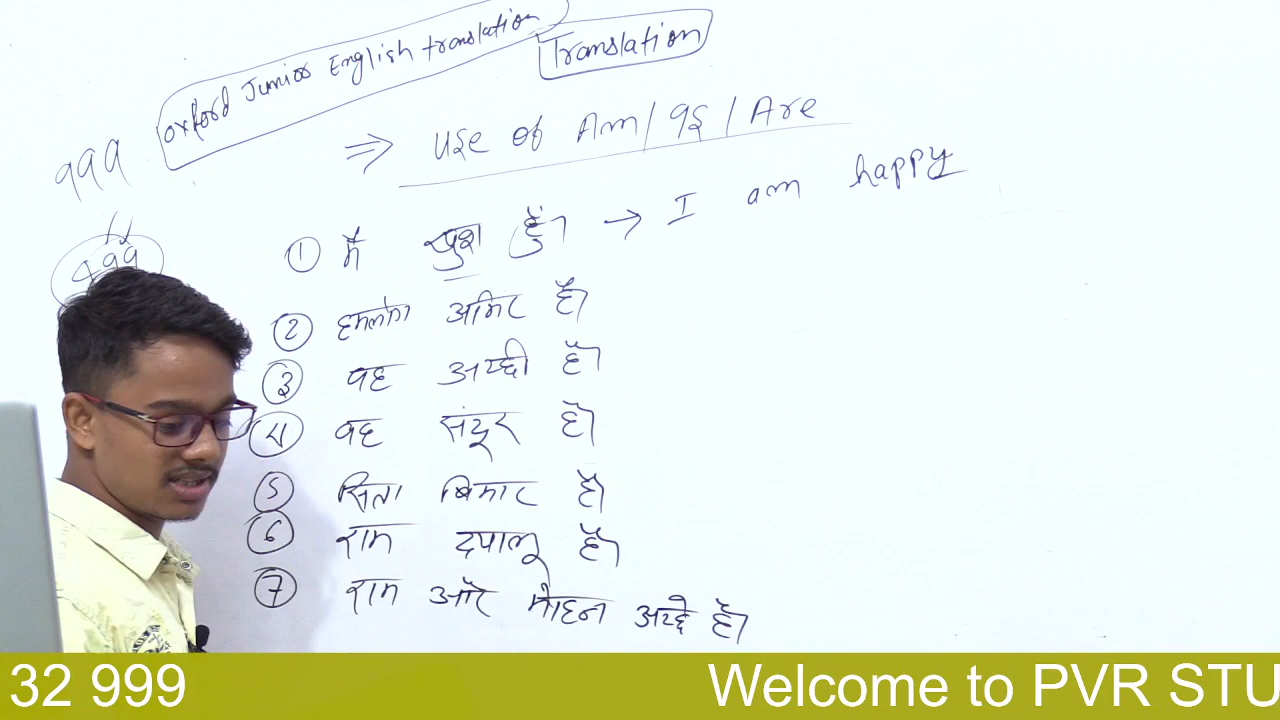 Oxford Junior English translation
Translation
999
⇒ Use of Am/Is/Are
① मैं खुश हूँ। → I am happy
② हमलोग अमिर हैं।
③ वह अच्छी है।
④ वह सुंदर है।
⑤ सिता बिमार है।
⑥ राम दयालू है।
⑦ राम और मोहन अच्छे हैं।
32 999
Welcome to PVR STU